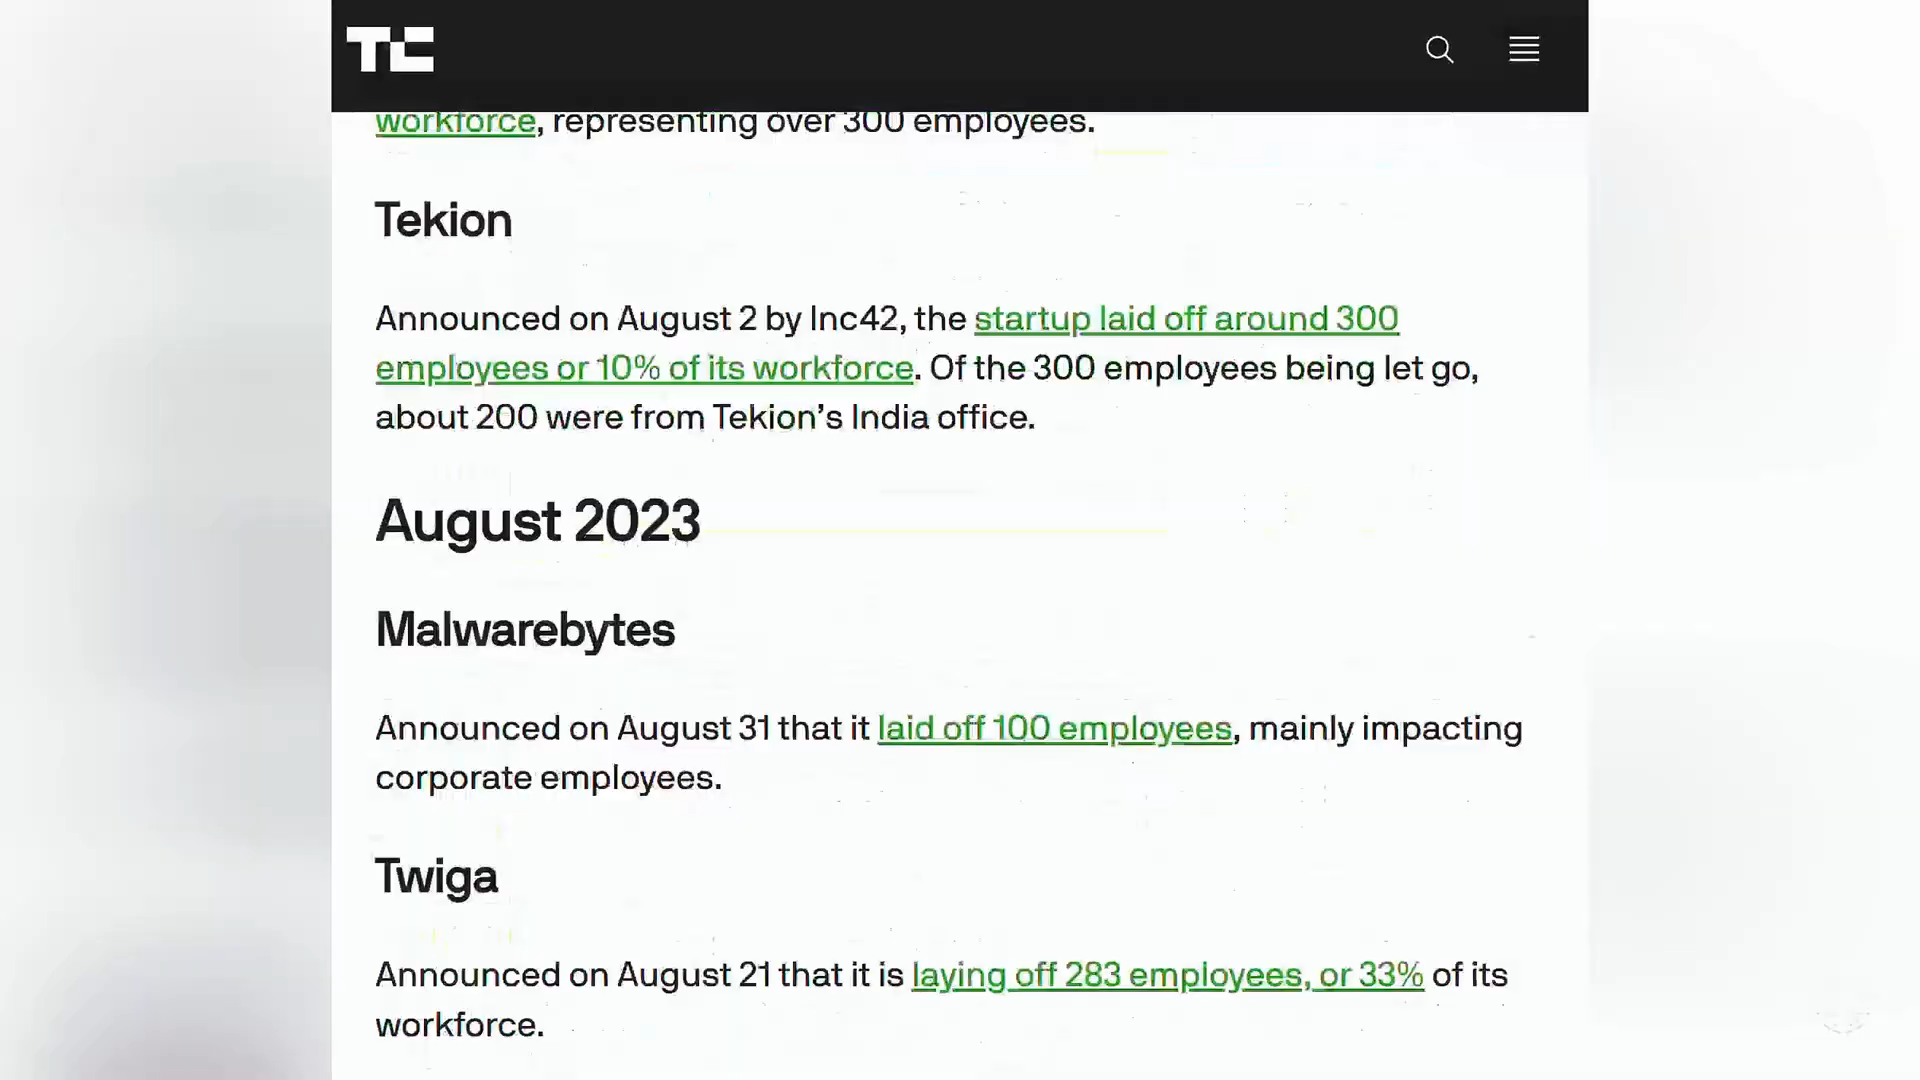 TC
workforce, representing over 300 employees.
Tekion
Announced on August 2 by Inc42, the startup laid off around 300
employees or 10% of its workforce. Of the 300 employees being let go,
about 200 were from Tekion’s India office.
August 2023
Malwarebytes
Announced on August 31 that it laid off 100 employees, mainly impacting
corporate employees.
Twiga
Announced on August 21 that it is laying off 283 employees, or 33% of its
workforce.